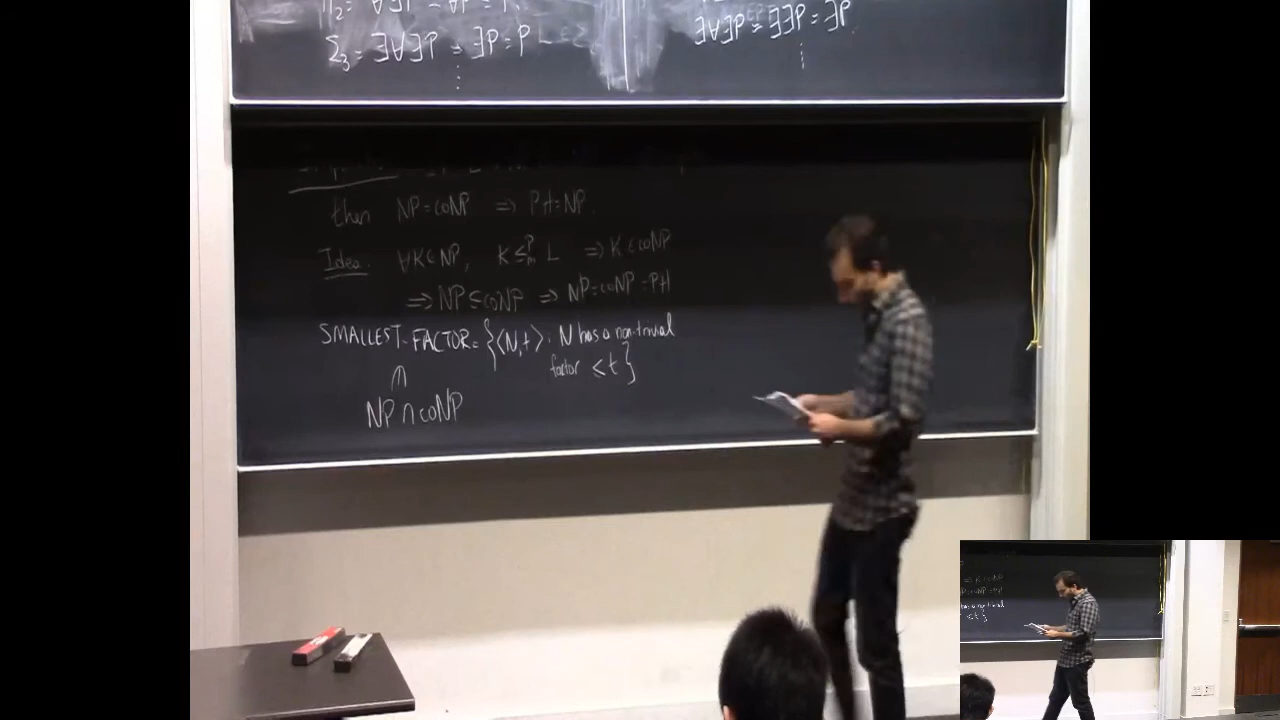 Π₂ = ∀∃P = ∀P = P.
Σ₃ = ∃∀∃P = ∃P = P
⋮
∃∀∃P = ∃∃P = ∃P
⋮
then NP=coNP ⇒ PH=NP.
Idea. ∀K∈NP, K ≤ᵖₘ L ⇒ K∈coNP
⇒ NP⊆coNP ⇒ NP=coNP=PH
SMALLEST-FACTOR = {⟨N,t⟩: N has a non-trivial
factor ≤t}
∈
NP∩coNP